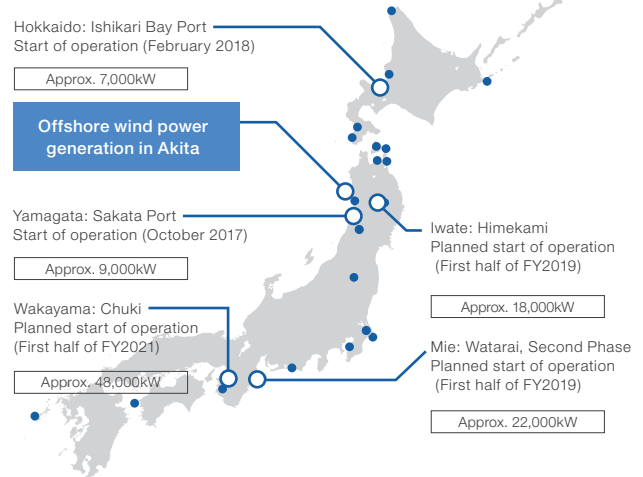 Hokkaido: Ishikari Bay Port
Start of operation (February 2018)
Approx. 7,000kW
Offshore wind power
generation in Akita
Yamagata: Sakata Port
Start of operation (October 2017)
Approx. 9,000kW
Wakayama: Chuki
Planned start of operation
(First half of FY2021)
Approx. 48,000kW
Iwate: Himekami
Planned start of operation
(First half of FY2019)
Approx. 18,000kW
Mie: Watarai, Second Phase
Planned start of operation
(First half of FY2019)
Approx. 22,000kW